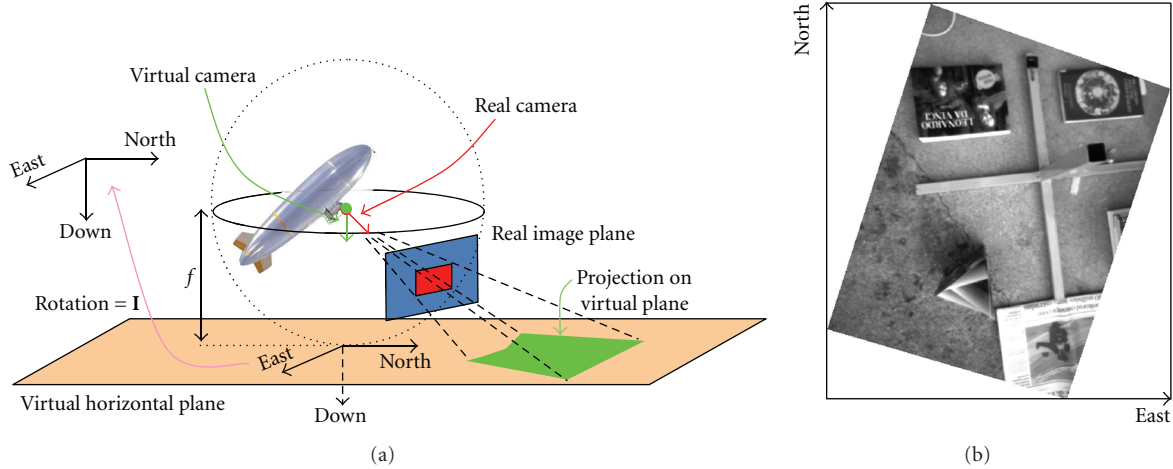 Virtual camera
Real camera
North
East
Down
f
Rotation = I
Real image plane
Projection on
virtual plane
East
North
Down
Virtual horizontal plane
(a)
North
LEONARDO
DA VINCI
East
(b)